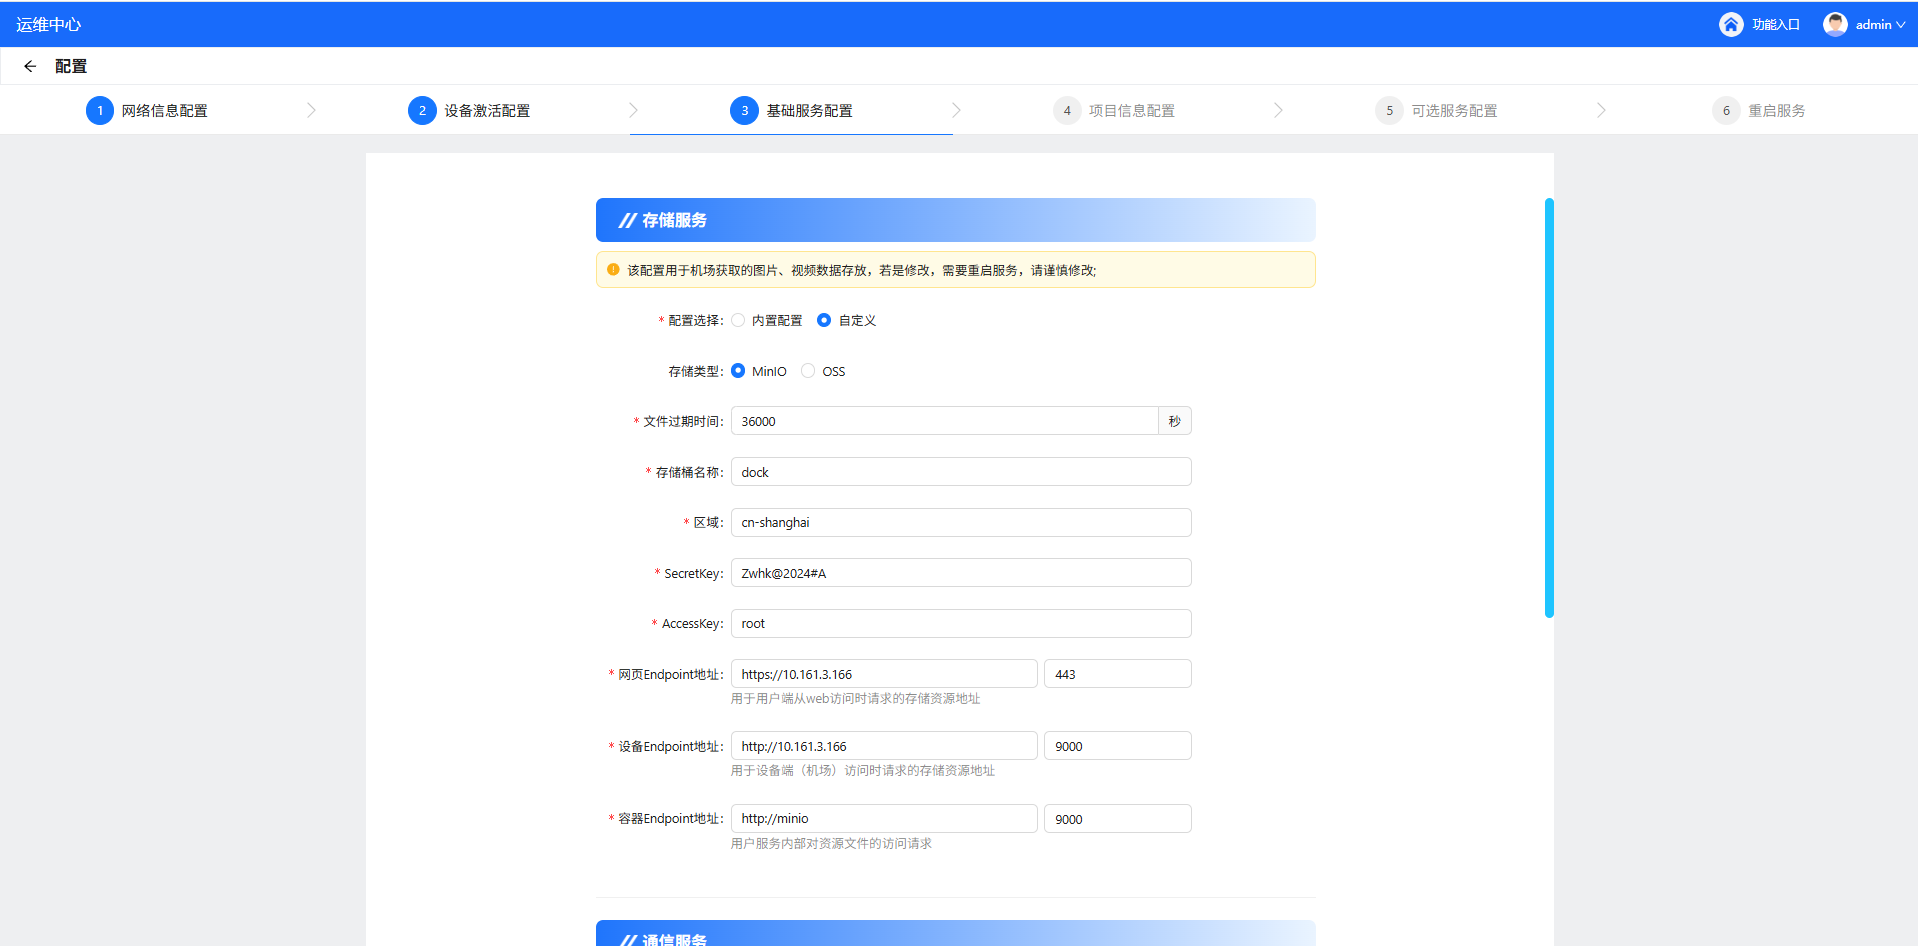 运维中心
功能入口
admin
配置
1 网络信息配置
2 设备激活配置
3 基础服务配置
4 项目信息配置
5 可选服务配置
6 重启服务
存储服务
该配置用于机场获取的图片、视频数据存放，若是修改，需要重启服务，请谨慎修改;
* 配置选择: 内置配置 自定义
存储类型: MinIO OSS
* 文件过期时间: 36000 秒
* 存储桶名称: dock
* 区域: cn-shanghai
* SecretKey: Zwhk@2024#A
* AccessKey: root
* 网页Endpoint地址: https://10.161.3.166 443
用于用户端从web访问时请求的存储资源地址
* 设备Endpoint地址: http://10.161.3.166 9000
用于设备端（机场）访问时请求的存储资源地址
* 容器Endpoint地址: http://minio 9000
用户服务内部对资源文件的访问请求
通信服务